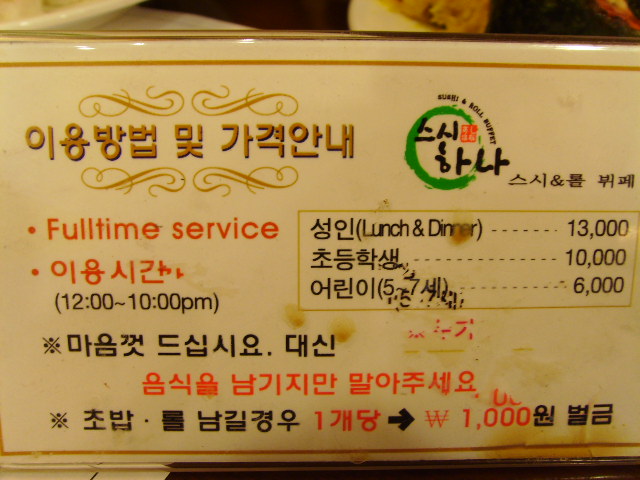 이용방법 및 가격안내
SUSHI & ROLL BUFFET
스시
하나
스시&롤 뷔페
• Fulltime service
• 이용시간
(12:00~10:00pm)
성인(Lunch & Dinner) -------- 13,000
초등학생 -------- 10,000
어린이(5~7세) -------- 6,000
※마음껏 드십시요. 대신
음식을 남기지만 말아주세요
※ 초밥 · 롤 남길경우 1개당 → ₩ 1,000원 벌금